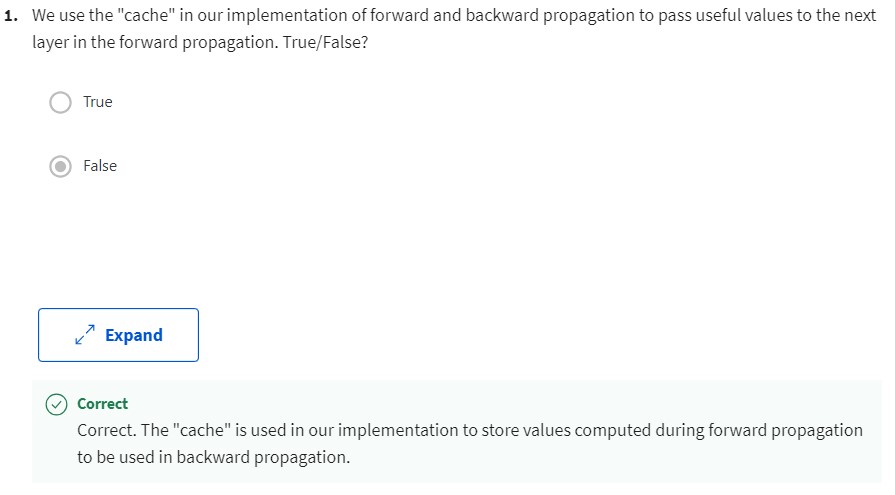 1. We use the "cache" in our implementation of forward and backward propagation to pass useful values to the next
layer in the forward propagation. True/False?
True
False
Expand
Correct
Correct. The "cache" is used in our implementation to store values computed during forward propagation
to be used in backward propagation.